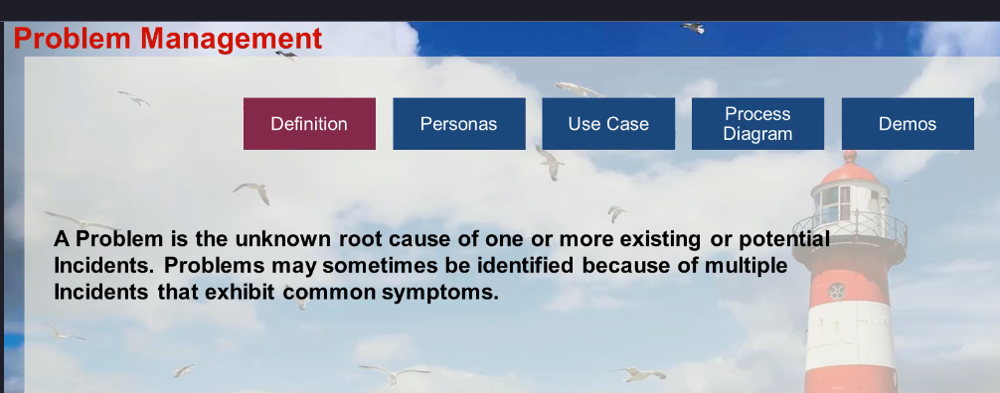 Problem Management
Definition
Personas
Use Case
Process
Diagram
Demos
A Problem is the unknown root cause of one or more existing or potential
Incidents. Problems may sometimes be identified because of multiple
Incidents that exhibit common symptoms.